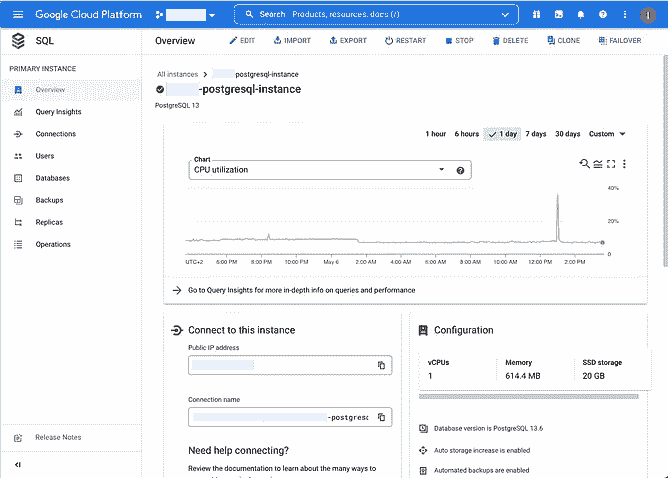 Google Cloud Platform
Search Products, resources, docs (/)
SQL
Overview
EDIT
IMPORT
EXPORT
RESTART
STOP
DELETE
CLONE
FAILOVER
PRIMARY INSTANCE
Overview
Query Insights
Connections
Users
Databases
Backups
Replicas
Operations
Release Notes
All instances > -postgresql-instance
-postgresql-instance
PostgreSQL 13
1 hour 6 hours 1 day 7 days 30 days Custom
Chart
CPU utilization
40%
20%
0
UTC+2 6:00 PM 8:00 PM 10:00 PM May 6 2:00 AM 4:00 AM 6:00 AM 8:00 AM 10:00 AM 12:00 PM 2:00 PM
Go to Query Insights for more in-depth info on queries and performance
Connect to this instance
Public IP address
Connection name
-postgres
Need help connecting?
Review the documentation to learn about the many ways to
Configuration
vCPUs Memory SSD storage
1 614.4 MB 20 GB
Database version is PostgreSQL 13.6
Auto storage increase is enabled
Automated backups are enabled